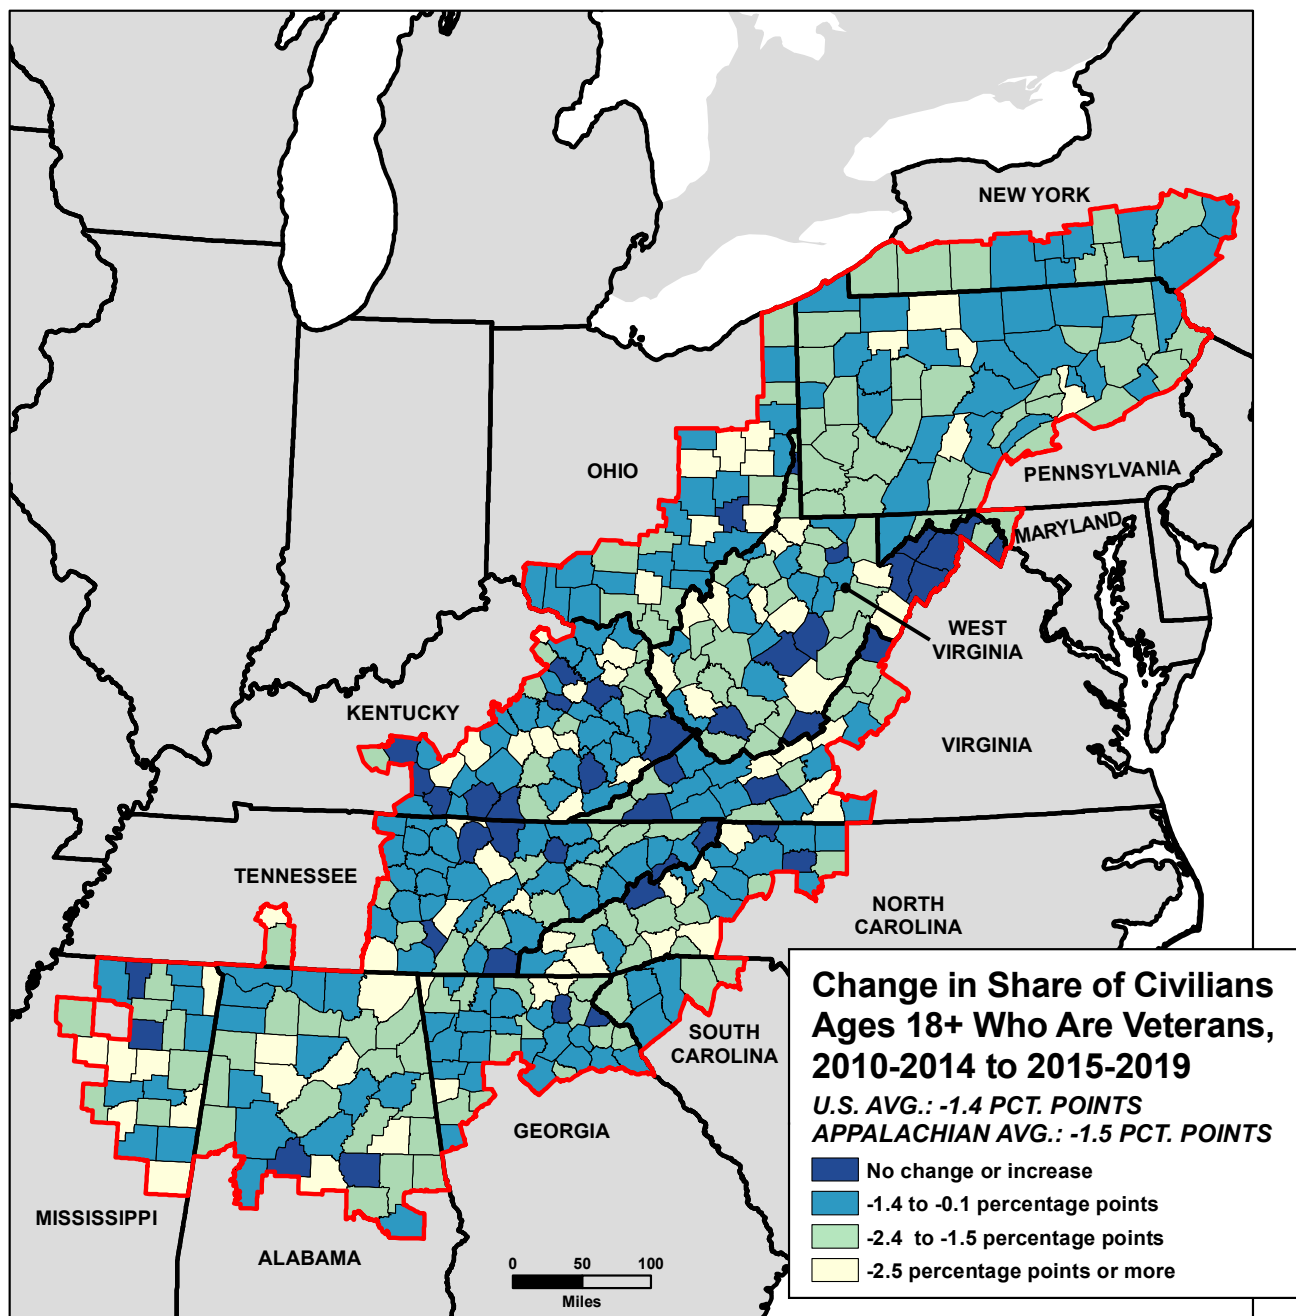 NEW YORK
OHIO
PENNSYLVANIA
MARYLAND
WEST
VIRGINIA
KENTUCKY
VIRGINIA
TENNESSEE
NORTH
CAROLINA
SOUTH
CAROLINA
GEORGIA
MISSISSIPPI
ALABAMA
0 50 100
Miles
Change in Share of Civilians
Ages 18+ Who Are Veterans,
2010-2014 to 2015-2019
U.S. AVG.: -1.4 PCT. POINTS
APPALACHIAN AVG.: -1.5 PCT. POINTS
No change or increase
-1.4 to -0.1 percentage points
-2.4 to -1.5 percentage points
-2.5 percentage points or more